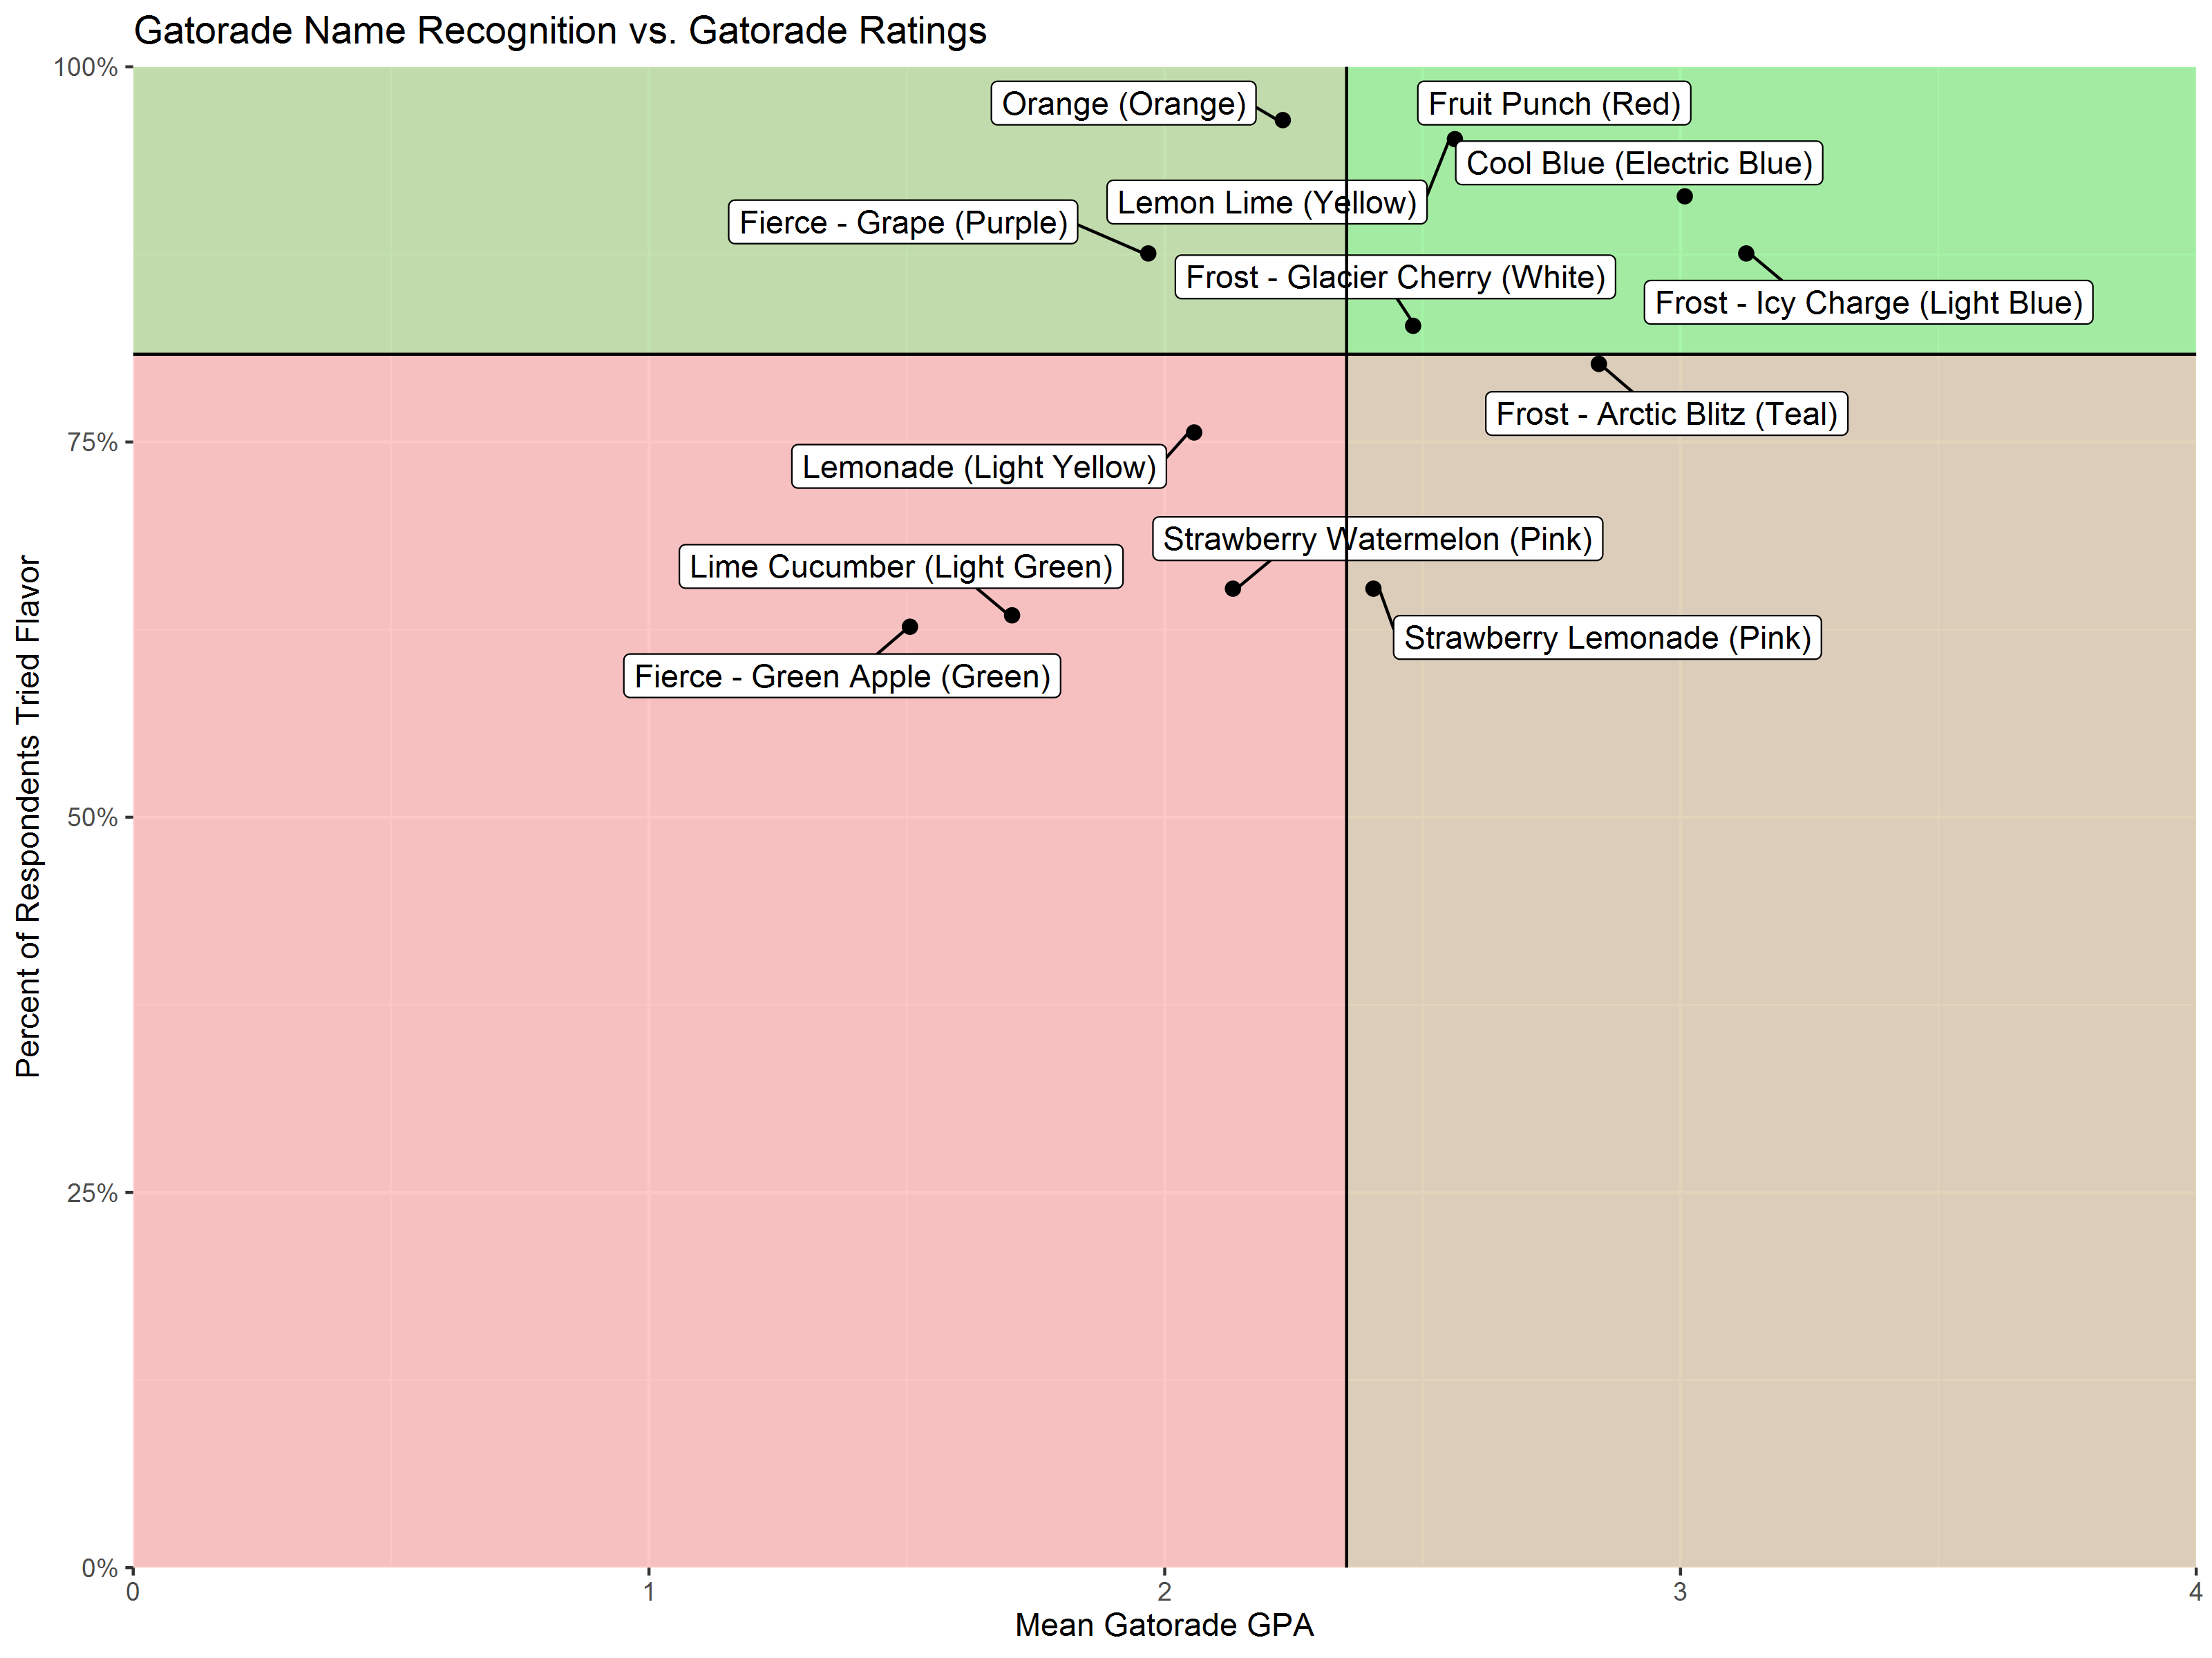 Gatorade Name Recognition vs. Gatorade Ratings
100%
75%
50%
25%
0%
Percent of Respondents Tried Flavor
Orange (Orange)
Fruit Punch (Red)
Cool Blue (Electric Blue)
Lemon Lime (Yellow)
Fierce - Grape (Purple)
Frost - Glacier Cherry (White)
Frost - Icy Charge (Light Blue)
Frost - Arctic Blitz (Teal)
Lemonade (Light Yellow)
Strawberry Watermelon (Pink)
Lime Cucumber (Light Green)
Strawberry Lemonade (Pink)
Fierce - Green Apple (Green)
0 1 2 3 4
Mean Gatorade GPA